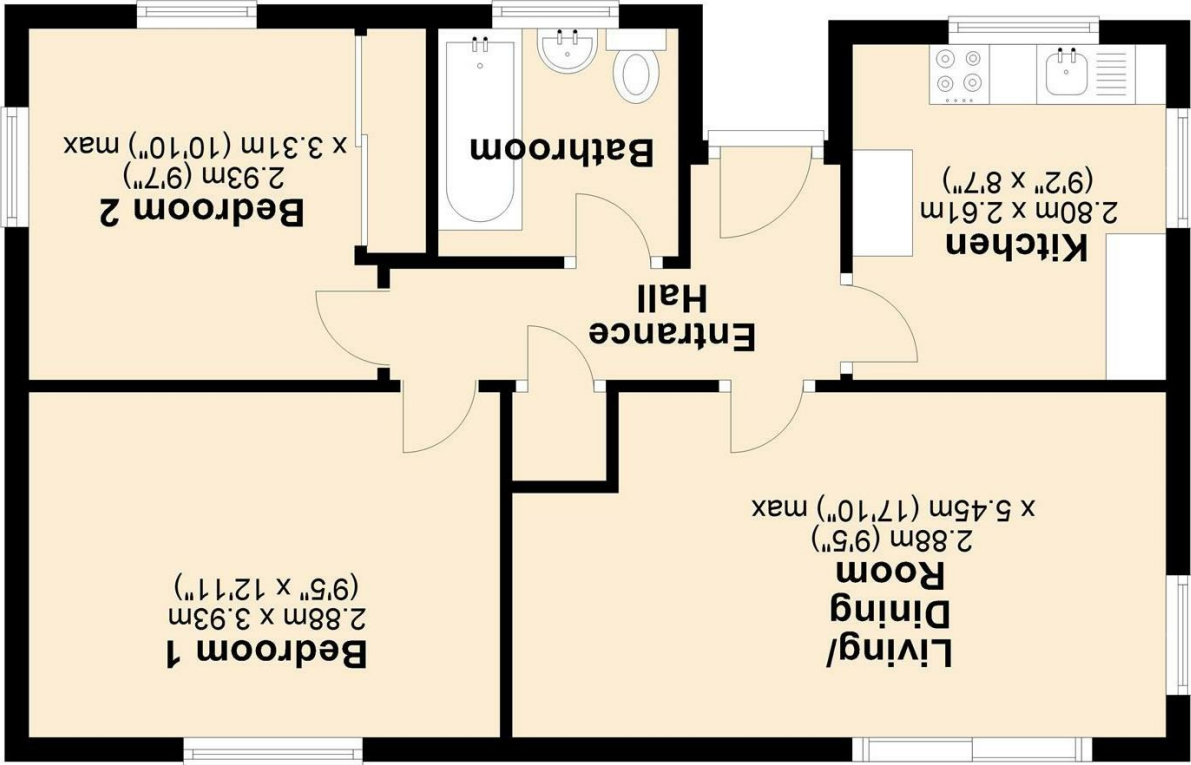 Living/
Dining
Room
2.88m (9'5")
x 5.45m (17'10") max
Bedroom 1
2.88m x 3.93m
(9'5" x 12'11")
Entrance
Hall
Kitchen
2.80m x 2.61m
(9'2" x 8'7")
Bathroom
Bedroom 2
2.93m (9'7")
x 3.31m (10'10") max